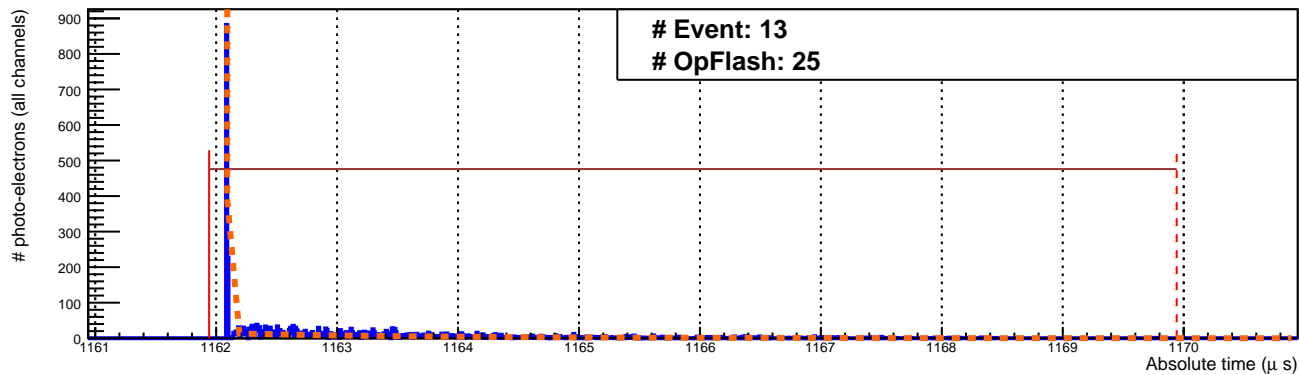 # Event: 13
# OpFlash: 25
# photo-electrons (all channels)
900
800
700
600
500
400
300
200
100
0
1161 1162 1163 1164 1165 1166 1167 1168 1169 1170
Absolute time (μ s)